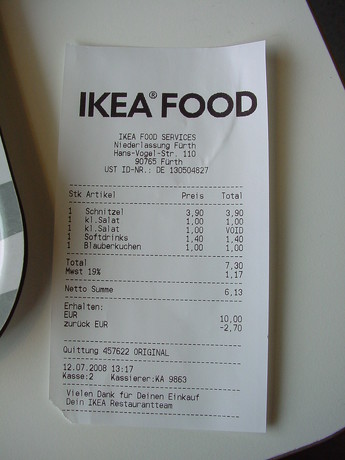 IKEA® FOOD
IKEA FOOD SERVICES
Niederlassung Fürth
Hans-Vogel-Str. 110
90765 Fürth
UST ID-NR.: DE 130504627
Stk Artikel Preis Total
1 Schnitzel 3,90 3,90
1 kl.Salat 1,00 1,00
1 kl.Salat 1,00 VOID
1 Softdrinks 1,40 1,40
1 Blauberkuchen 1,00 1,00
Total 7,30
Mwst 19% 1,17
Netto Summe 6,13
Erhalten:
EUR 10,00
zurück EUR -2,70
Quittung 457622 ORIGINAL
12.07.2008 13:17
Kasse:2 Kassierer:KA 9863
Vielen Dank für Deinen Einkauf
Dein IKEA Restaurantteam